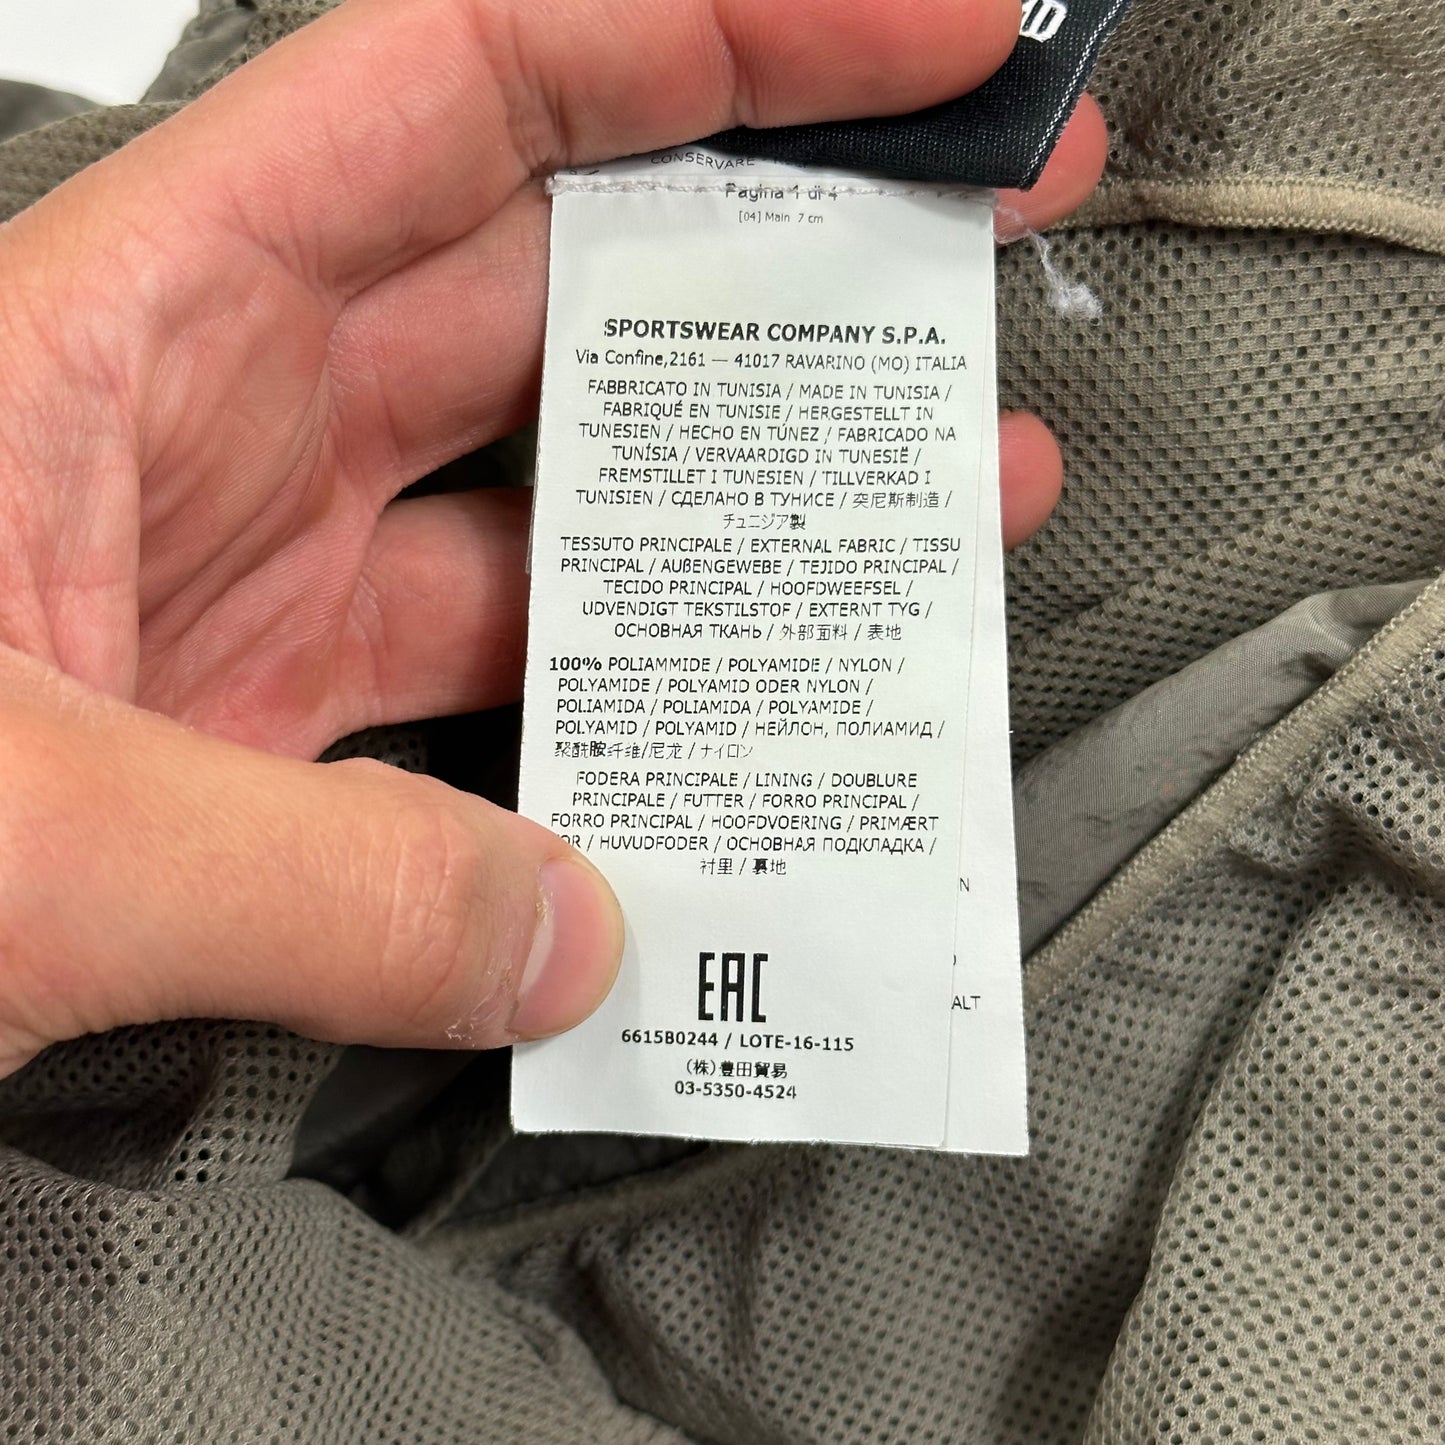 CONSERVARE
Pagina 1 di 4
[04] Main 7 cm
SPORTSWEAR COMPANY S.P.A.
Via Confine,2161 — 41017 RAVARINO (MO) ITALIA
FABBRICATO IN TUNISIA / MADE IN TUNISIA /
FABRIQUÉ EN TUNISIE / HERGESTELLT IN
TUNESIEN / HECHO EN TÚNEZ / FABRICADO NA
TUNÍSIA / VERVAARDIGD IN TUNESIË /
FREMSTILLET I TUNESIEN / TILLVERKAD I
TUNISIEN / СДЕЛАНО В ТУНИСЕ / 突尼斯制造 /
チュニジア製
TESSUTO PRINCIPALE / EXTERNAL FABRIC / TISSU
PRINCIPAL / AUßENGEWEBE / TEJIDO PRINCIPAL /
TECIDO PRINCIPAL / HOOFDWEEFSEL /
UDVENDIGT TEKSTILSTOF / EXTERNT TYG /
ОСНОВНАЯ ТКАНЬ / 外部面料 / 表地
100% POLIAMMIDE / POLYAMIDE / NYLON /
POLYAMIDE / POLYAMID ODER NYLON /
POLIAMIDA / POLIAMIDA / POLYAMIDE /
POLYAMID / POLYAMID / НЕЙЛОН, ПОЛИАМИД /
聚酰胺纤维/尼龙 / ナイロン
FODERA PRINCIPALE / LINING / DOUBLURE
PRINCIPALE / FUTTER / FORRO PRINCIPAL /
FORRO PRINCIPAL / HOOFDVOERING / PRIMÆRT
/ HUVUDFODER / ОСНОВНАЯ ПОДКЛАДКА /
衬里 / 裏地
N
ALT
EAC
6615B0244 / LOTE-16-115
(株)豊田貿易
03-5350-4524